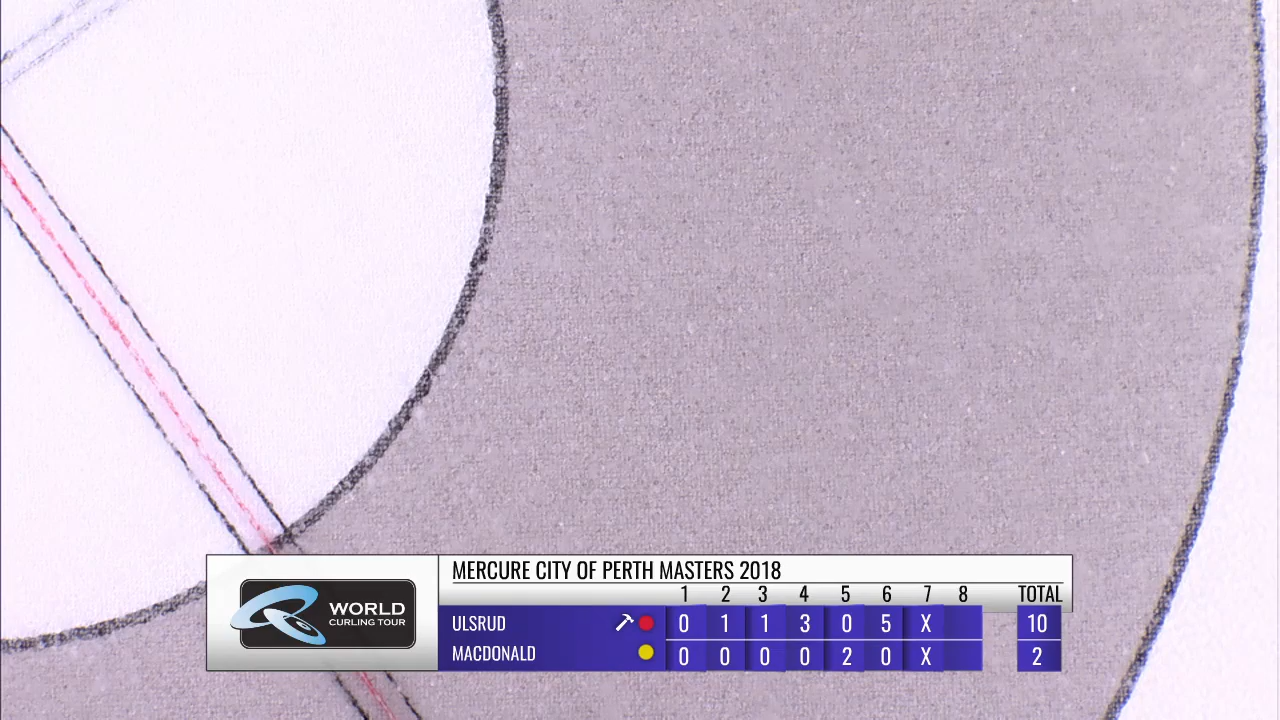 MERCURE CITY OF PERTH MASTERS 2018
1 2 3 4 5 6 7 8 TOTAL
WORLD
CURLING TOUR
ULSRUD 0 1 1 3 0 5 X 10
MACDONALD 0 0 0 0 2 0 X 2